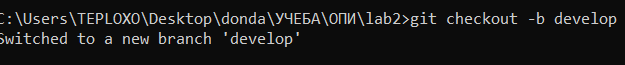 C:\Users\TEPLOXO\Desktop\donda\УЧЕБА\ОПИ\lab2>git checkout -b develop
Switched to a new branch 'develop'